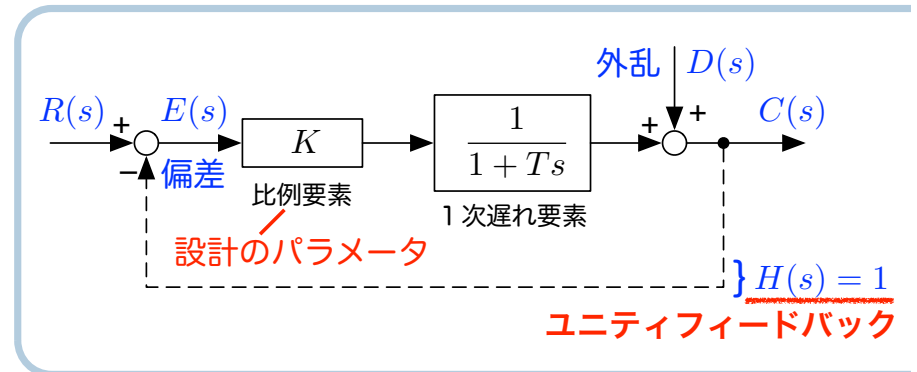 外乱 D(s)
R(s) + E(s) K 1 + + C(s)
1 + Ts
− 偏差
比例要素 1次遅れ要素
設計のパラメータ
} H(s) = 1
ユニティフィードバック